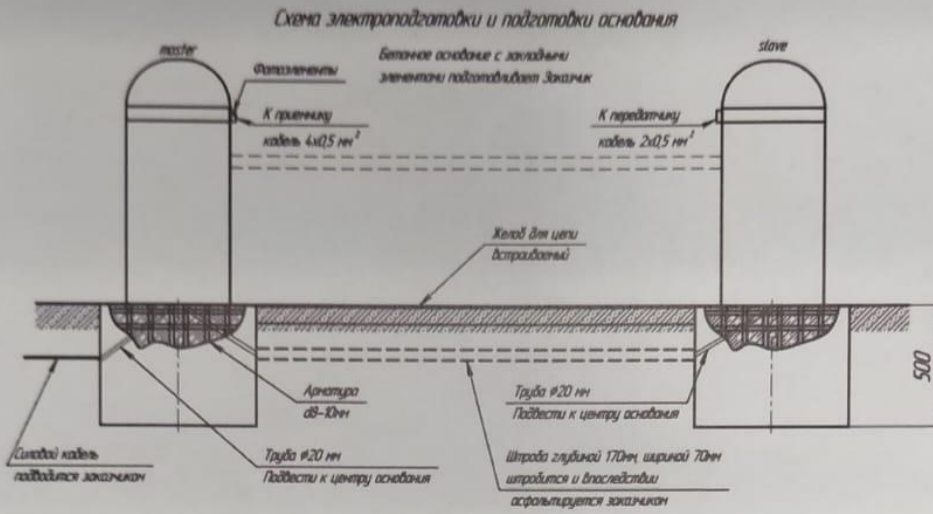 Схема электроподготовки и подготовки основания
master
slave
Бетонное основание с закладными
элементами подготавливает Заказчик
Фотоэлементы
К приемнику
кабель 4х0,5 мм²
К передатчику
кабель 2х0,5 мм²
Желоб для цепи
встраиваемый
500
Арматура
d8-10мм
Труба ⌀20 мм
Подвести к центру основания
Силовой кабель
подводится заказчиком
Труба ⌀20 мм
Подвести к центру основания
Штроба глубиной 170мм, шириной 70мм
штробится и впоследствии
асфальтируется заказчиком